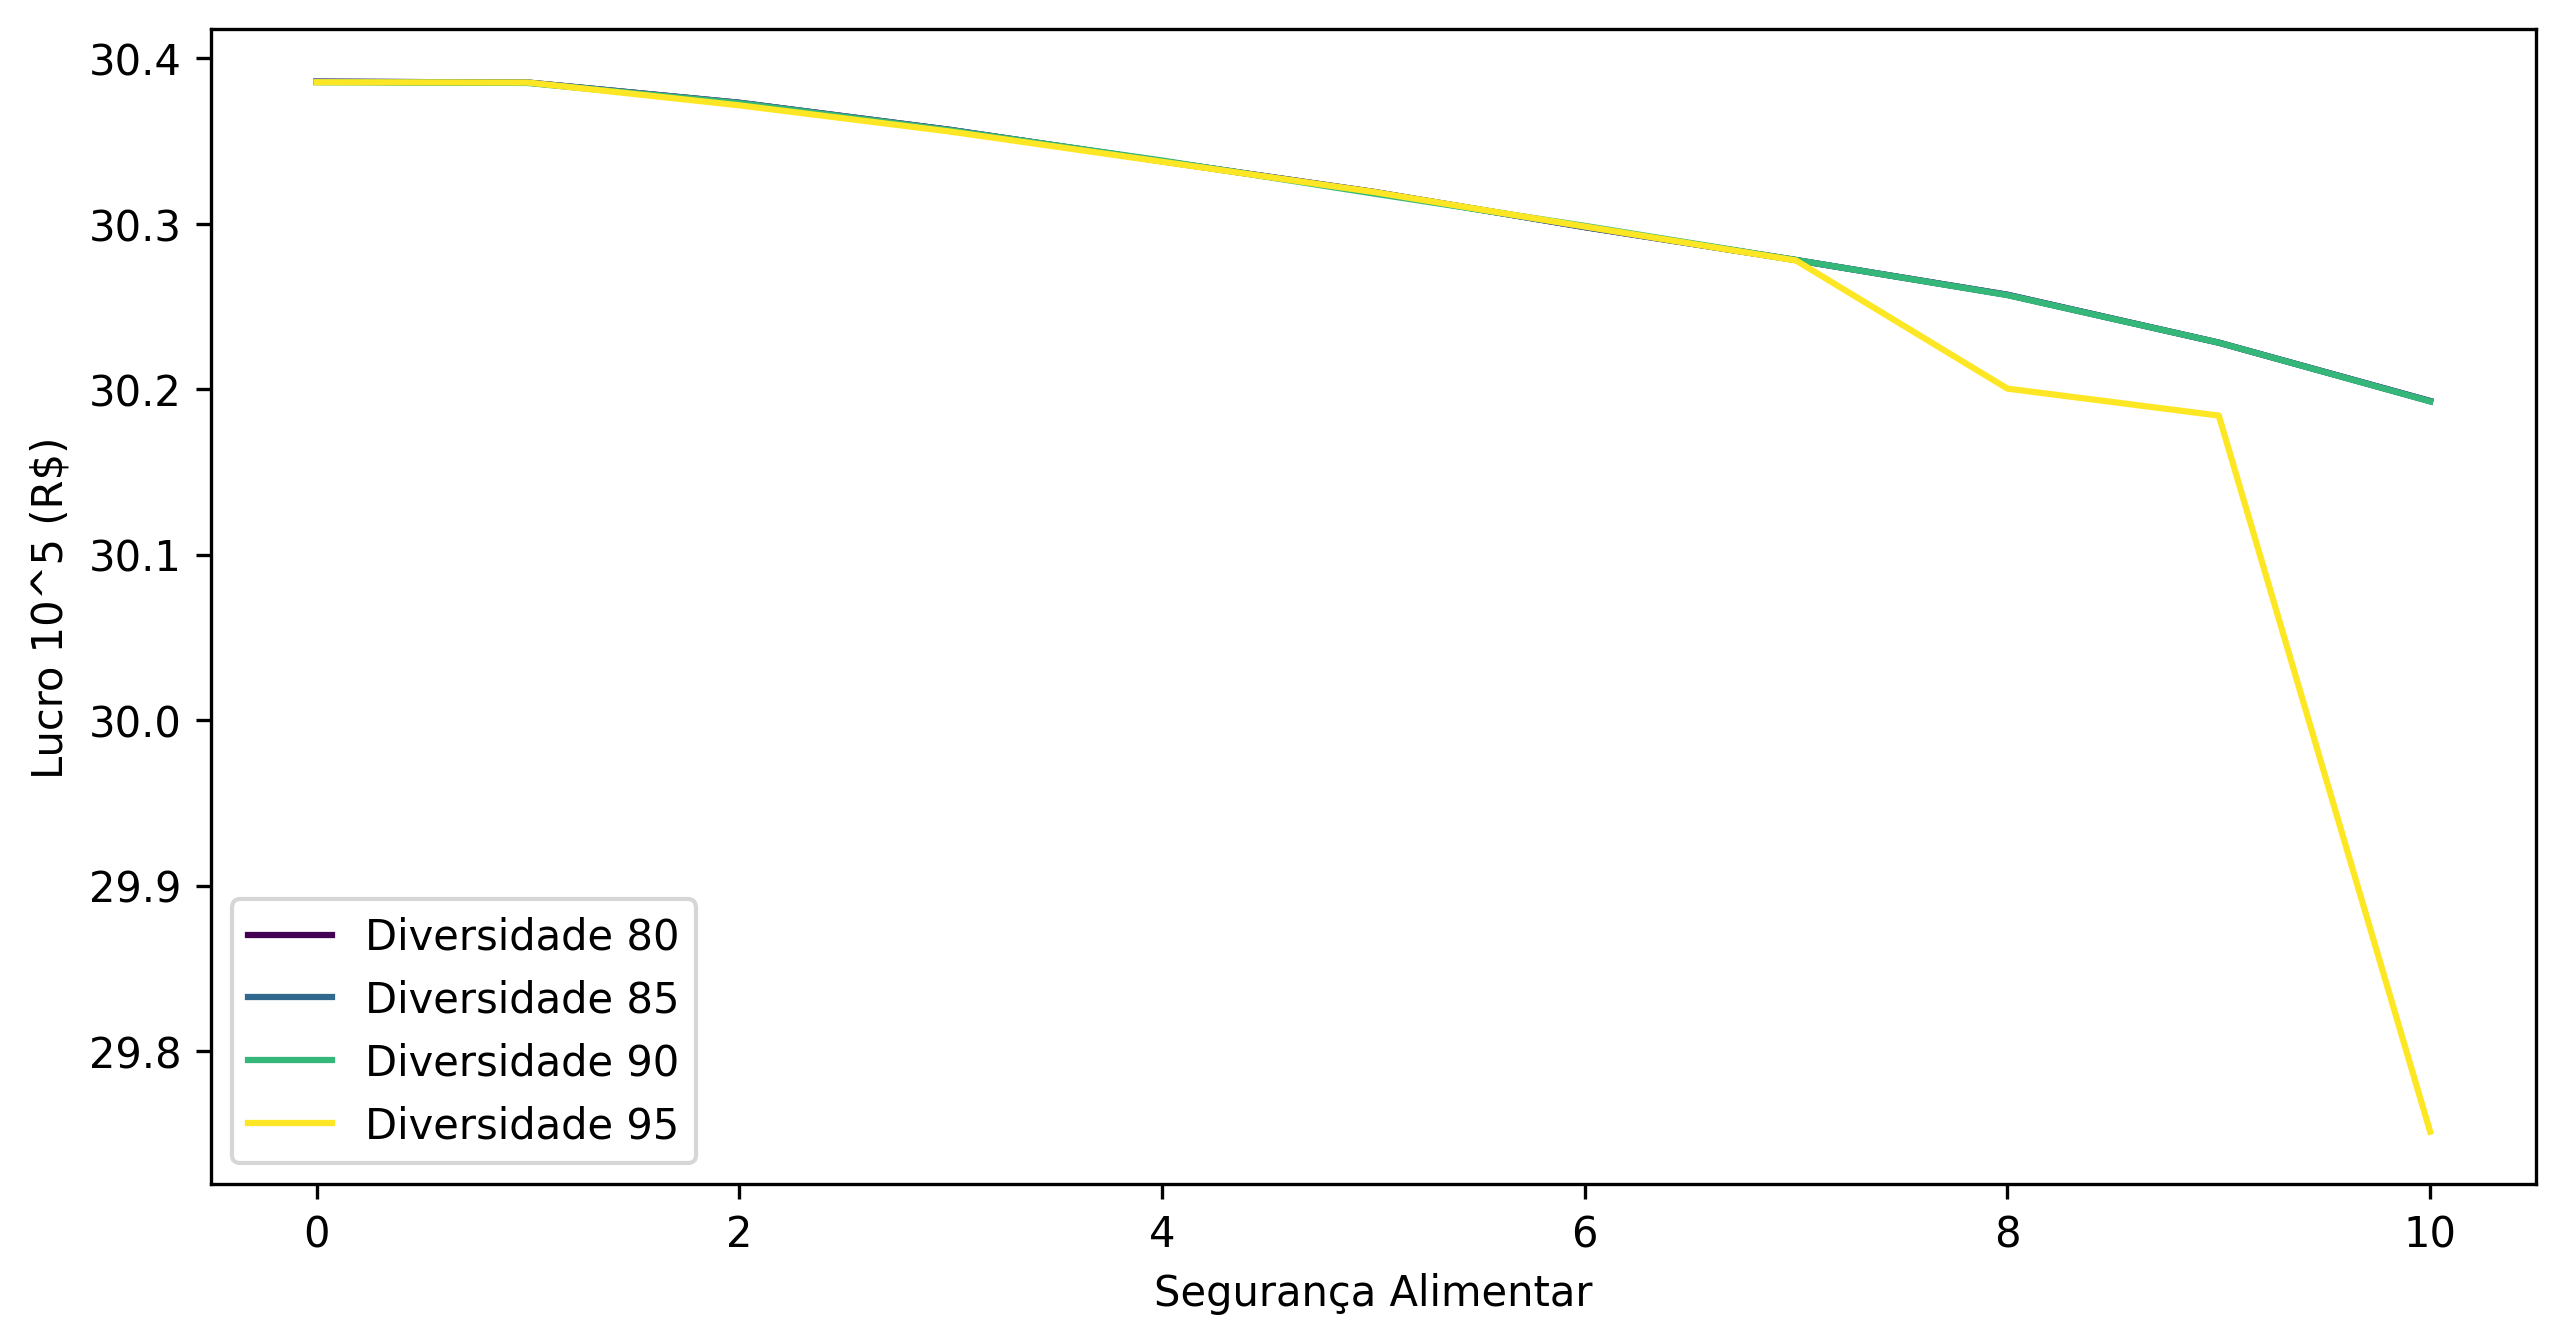 30.4
30.3
30.2
30.1
30.0
29.9
29.8
Lucro 10^5 (R$)
Diversidade 80
Diversidade 85
Diversidade 90
Diversidade 95
0 2 4 6 8 10
Segurança Alimentar